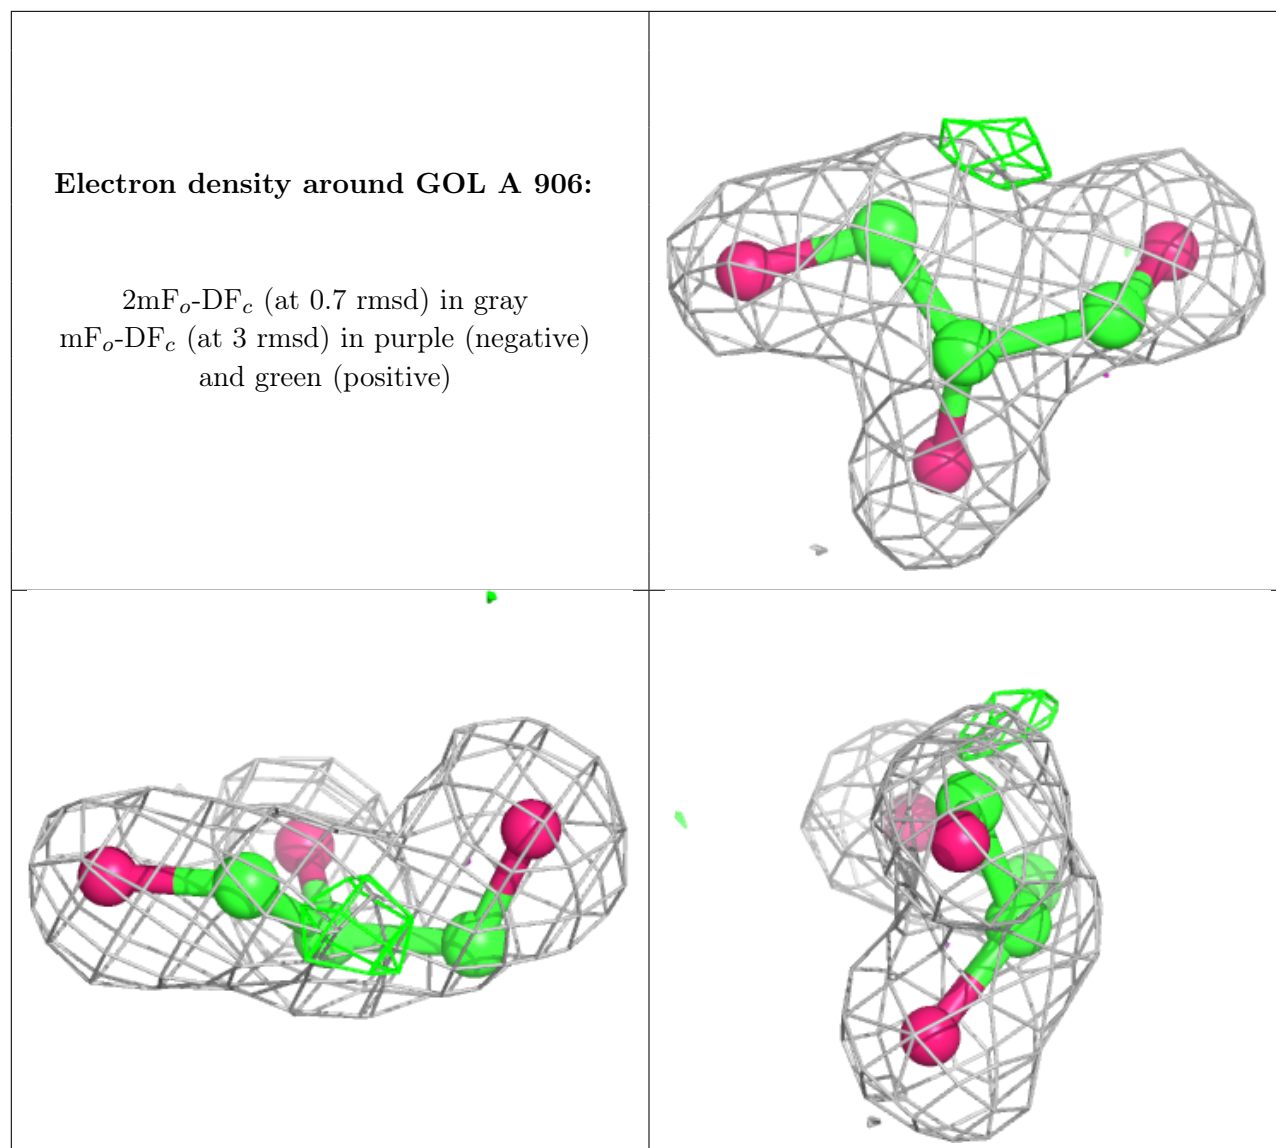 Electron density around GOL A 906:
2mFo-DFc (at 0.7 rmsd) in gray
mFo-DFc (at 3 rmsd) in purple (negative)
and green (positive)